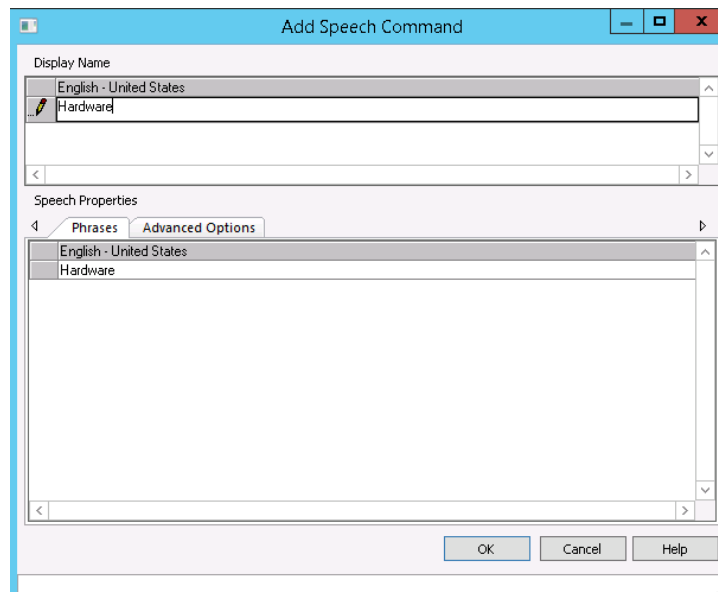 Add Speech Command
Display Name
English - United States
Hardware
Speech Properties
Phrases Advanced Options
English - United States
Hardware
OK Cancel Help